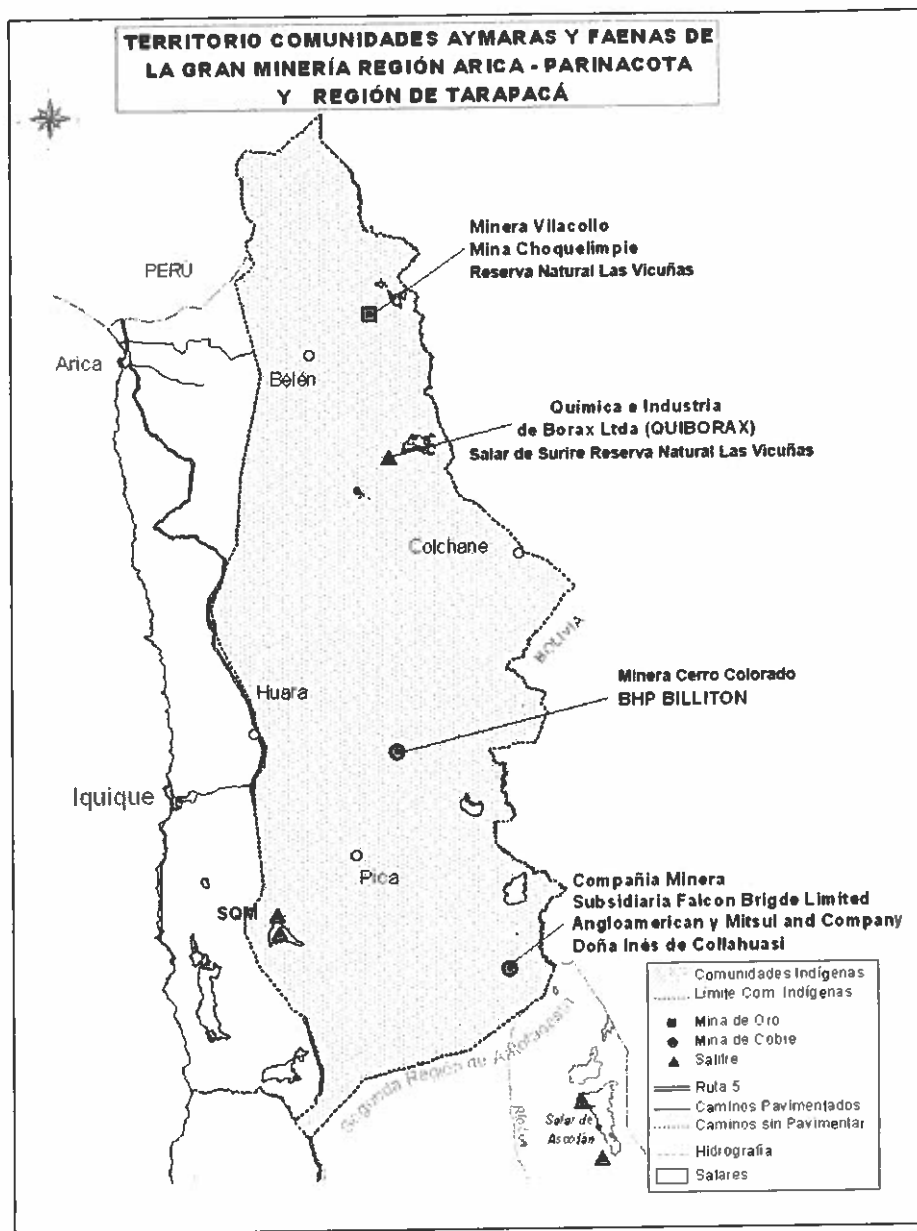 TERRITORIO COMUNIDADES AYMARAS Y FAENAS DE
LA GRAN MINERÍA REGIÓN ARICA - PARINACOTA
Y REGIÓN DE TARAPACÁ
Minera Vilacollo
Mina Choquelimpie
Reserva Natural Las Vicuñas
PERÚ
Arica
Belén
Química e Industria
de Borax Ltda (QUIBORAX)
Salar de Surire Reserva Natural Las Vicuñas
Colchane
BOLIVIA
Minera Cerro Colorado
BHP BILLITON
Huara
Iquique
Pica
Compañia Minera
Subsidiaria Falcon Brigde Limited
Angloamerican y Mitsui and Company
Doña Inés de Collahuasi
SQM
Segunda Región de Antofagasta
Salar de
Ascotán
Comunidades Indígenas
Límite Com. Indígenas
Mina de Oro
Mina de Cobre
Salitre
Ruta 5
Caminos Pavimentados
Caminos sin Pavimentar
Hidrografía
Salares